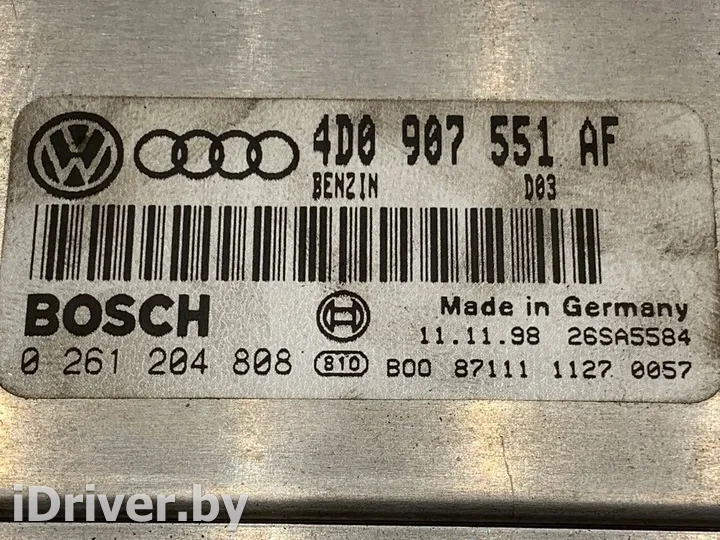 4D0 907 551 AF
BENZIN D03
BOSCH
Made in Germany
11.11.98 26SA5584
0 261 204 808 810 B00 87111 1127 0057
iDriver.by